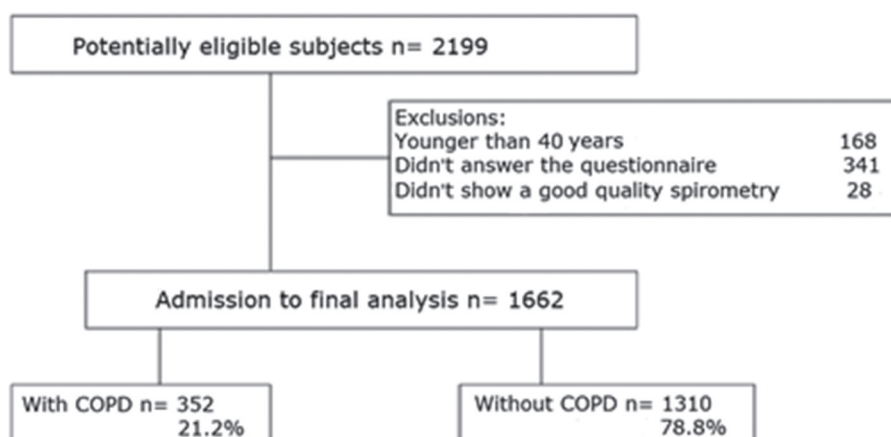 Potentially eligible subjects n= 2199
Exclusions:
Younger than 40 years 168
Didn't answer the questionnaire 341
Didn't show a good quality spirometry 28
Admission to final analysis n= 1662
With COPD n= 352
21.2%
Without COPD n= 1310
78.8%